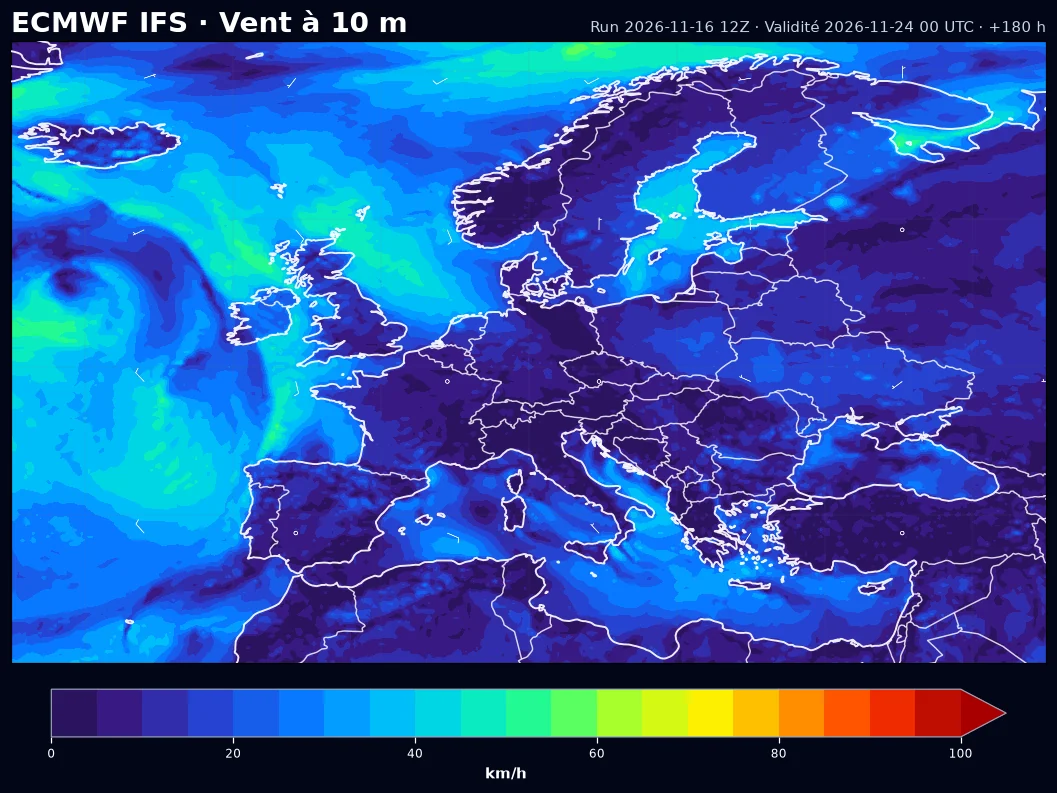 ECMWF IFS · Vent à 10 m
Run 2026-11-16 12Z · Validité 2026-11-24 00 UTC · +180 h
0 20 40 60 80 100
km/h